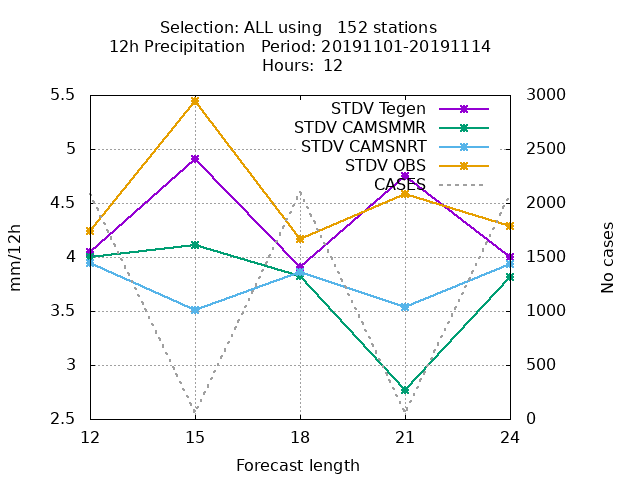 Selection: ALL using   152 stations
12h Precipitation   Period: 20191101-20191114
Hours:  12
STDV Tegen
STDV CAMSMMR
STDV CAMSNRT
STDV OBS
CASES
5.5
5
4.5
4
3.5
3
2.5
mm/12h
3000
2500
2000
1500
1000
500
0
No cases
12 15 18 21 24
Forecast length